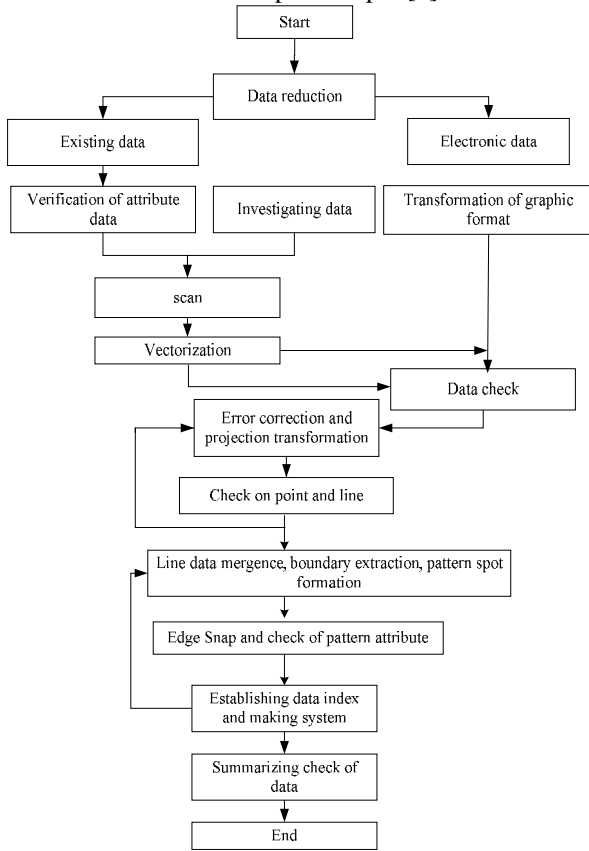 Start
Data reduction
Existing data
Electronic data
Verification of attribute
data
Investigating data
Transformation of graphic
format
scan
Vectorization
Data check
Error correction and
projection transformation
Check on point and line
Line data mergence, boundary extraction, pattern spot
formation
Edge Snap and check of pattern attribute
Establishing data index
and making system
Summarizing check of
data
End